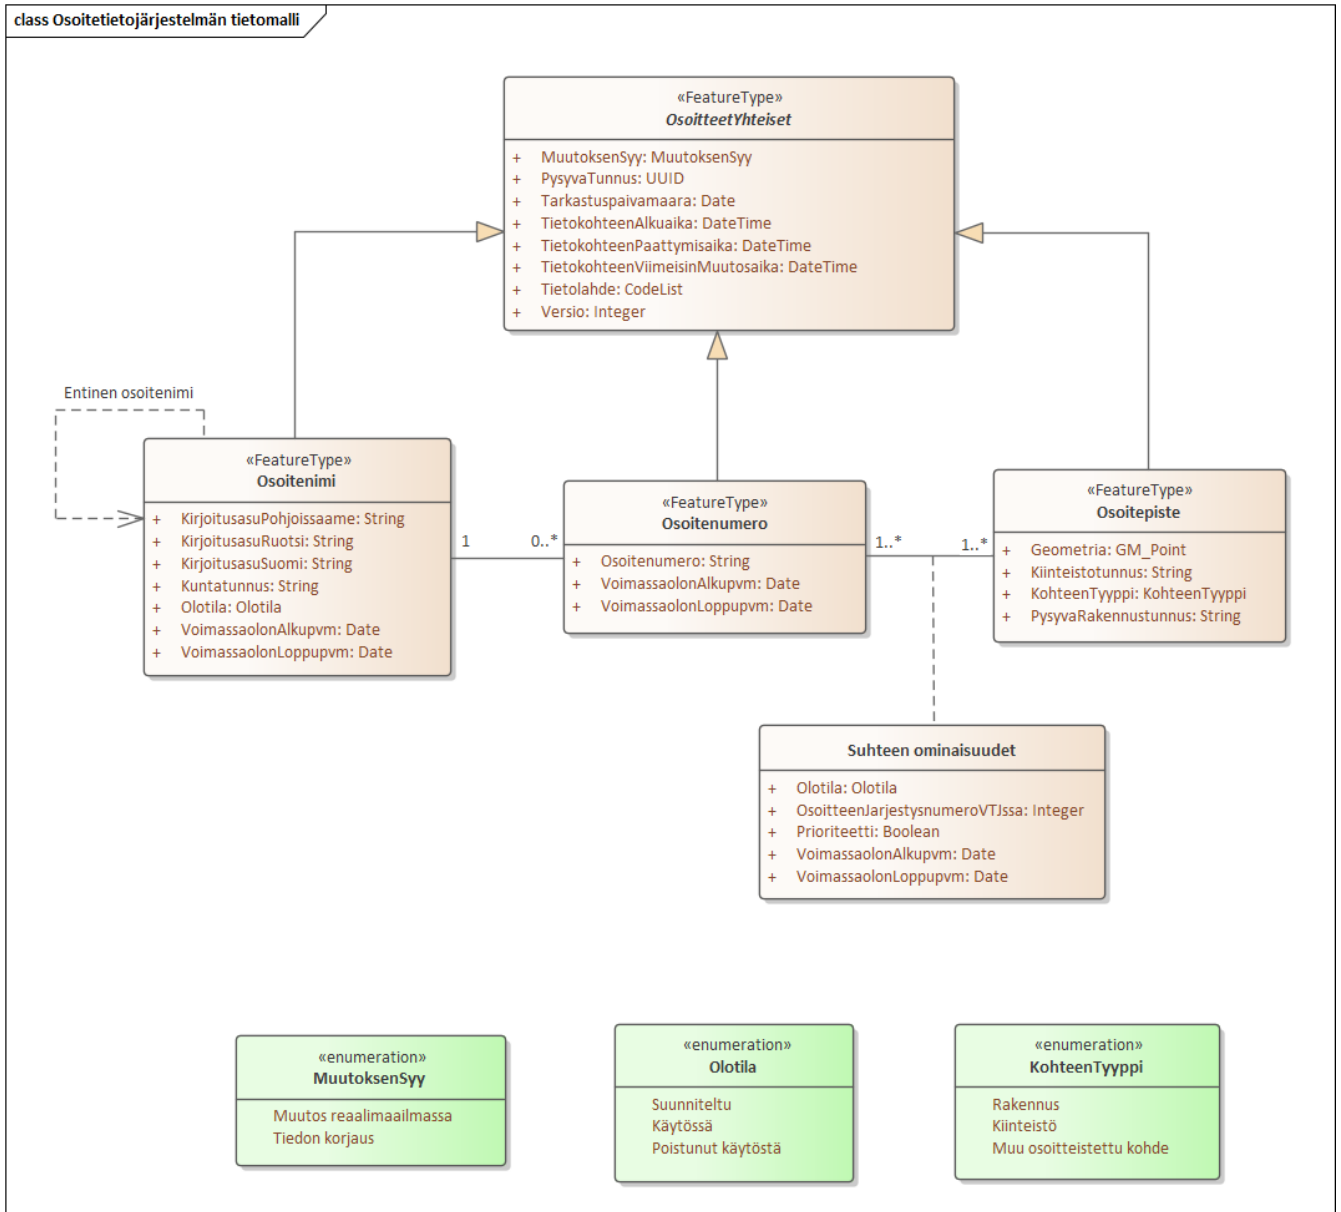 class Osoitetietojärjestelmän tietomalli
«FeatureType»
OsoitteetYhteiset
+ MuutoksenSyy: MuutoksenSyy
+ PysyvaTunnus: UUID
+ Tarkastuspaivamaara: Date
+ TietokohteenAlkuaika: DateTime
+ TietokohteenPaattymisaika: DateTime
+ TietokohteenViimeisinMuutosaika: DateTime
+ Tietolahde: CodeList
+ Versio: Integer
Entinen osoitenimi
«FeatureType»
Osoitenimi
+ KirjoitusasuPohjoissaame: String
+ KirjoitusasuRuotsi: String
+ KirjoitusasuSuomi: String
+ Kuntatunnus: String
+ Olotila: Olotila
+ VoimassaolonAlkupvm: Date
+ VoimassaolonLoppupvm: Date
1
0..*
«FeatureType»
Osoitenumero
+ Osoitenumero: String
+ VoimassaolonAlkupvm: Date
+ VoimassaolonLoppupvm: Date
1..*
1..*
«FeatureType»
Osoitepiste
+ Geometria: GM_Point
+ Kiinteistotunnus: String
+ KohteenTyyppi: KohteenTyyppi
+ PysyvaRakennustunnus: String
Suhteen ominaisuudet
+ Olotila: Olotila
+ OsoitteenJarjestysnumeroVTJssa: Integer
+ Prioriteetti: Boolean
+ VoimassaolonAlkupvm: Date
+ VoimassaolonLoppupvm: Date
«enumeration»
MuutoksenSyy
Muutos reaalimaailmassa
Tiedon korjaus
«enumeration»
Olotila
Suunniteltu
Käytössä
Poistunut käytöstä
«enumeration»
KohteenTyyppi
Rakennus
Kiinteistö
Muu osoitteistettu kohde